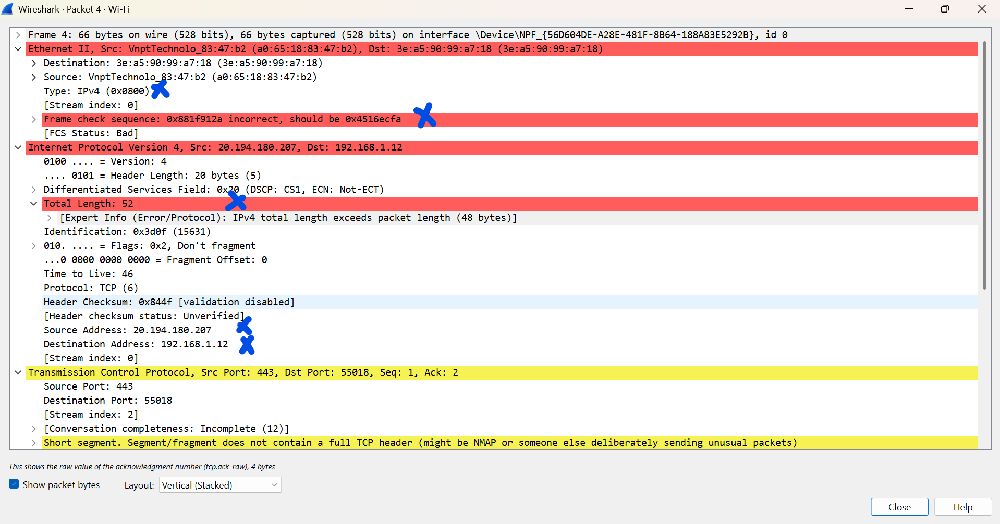 Wireshark · Packet 4 · Wi-Fi
Frame 4: 66 bytes on wire (528 bits), 66 bytes captured (528 bits) on interface \Device\NPF_{56D604DE-A28E-481F-8B64-188A83E5292B}, id 0
Ethernet II, Src: VnptTechnolo_83:47:b2 (a0:65:18:83:47:b2), Dst: 3e:a5:90:99:a7:18 (3e:a5:90:99:a7:18)
Destination: 3e:a5:90:99:a7:18 (3e:a5:90:99:a7:18)
Source: VnptTechnolo_83:47:b2 (a0:65:18:83:47:b2)
Type: IPv4 (0x0800)
[Stream index: 0]
Frame check sequence: 0x881f912a incorrect, should be 0x4516ecfa
[FCS Status: Bad]
Internet Protocol Version 4, Src: 20.194.180.207, Dst: 192.168.1.12
0100 .... = Version: 4
.... 0101 = Header Length: 20 bytes (5)
Differentiated Services Field: 0x20 (DSCP: CS1, ECN: Not-ECT)
Total Length: 52
[Expert Info (Error/Protocol): IPv4 total length exceeds packet length (48 bytes)]
Identification: 0x3d0f (15631)
010. .... = Flags: 0x2, Don't fragment
...0 0000 0000 0000 = Fragment Offset: 0
Time to Live: 46
Protocol: TCP (6)
Header Checksum: 0x844f [validation disabled]
[Header checksum status: Unverified]
Source Address: 20.194.180.207
Destination Address: 192.168.1.12
[Stream index: 0]
Transmission Control Protocol, Src Port: 443, Dst Port: 55018, Seq: 1, Ack: 2
Source Port: 443
Destination Port: 55018
[Stream index: 2]
[Conversation completeness: Incomplete (12)]
Short segment. Segment/fragment does not contain a full TCP header (might be NMAP or someone else deliberately sending unusual packets)
This shows the raw value of the acknowledgment number (tcp.ack_raw), 4 bytes
Show packet bytes Layout: Vertical (Stacked)
Close Help